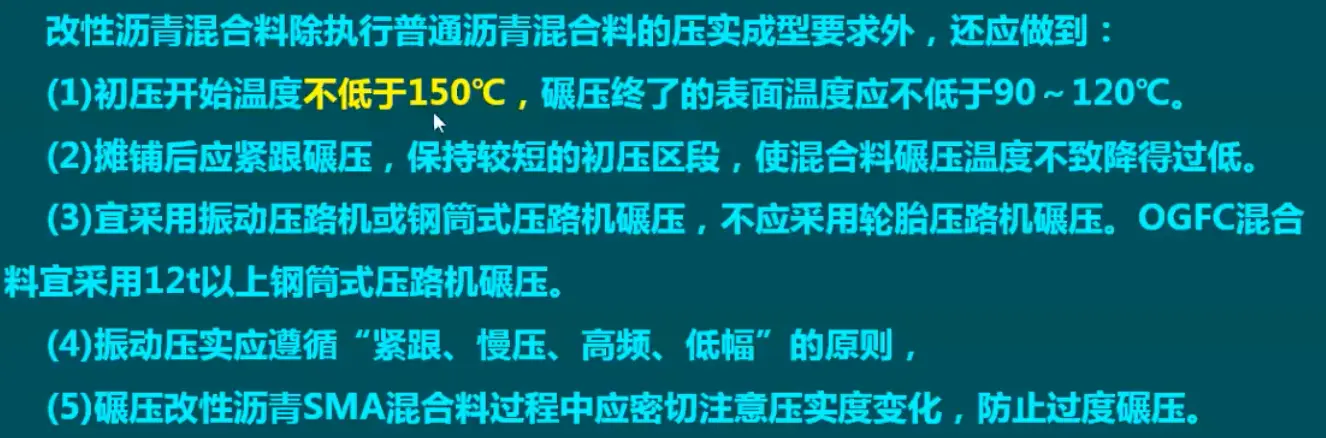 改性沥青混合料除执行普通沥青混合料的压实成型要求外，还应做到：
(1)初压开始温度不低于150℃，碾压终了的表面温度应不低于90～120℃。
(2)摊铺后应紧跟碾压，保持较短的初压区段，使混合料碾压温度不致降得过低。
(3)宜采用振动压路机或钢筒式压路机碾压，不应采用轮胎压路机碾压。OGFC混合
料宜采用12t以上钢筒式压路机碾压。
(4)振动压实应遵循“紧跟、慢压、高频、低幅”的原则，
(5)碾压改性沥青SMA混合料过程中应密切注意压实度变化，防止过度碾压。